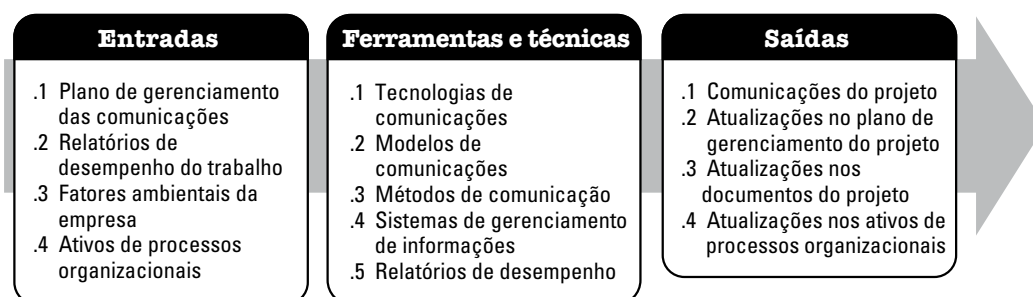 Entradas
.1 Plano de gerenciamento
das comunicações
.2 Relatórios de
desempenho do trabalho
.3 Fatores ambientais da
empresa
.4 Ativos de processos
organizacionais
Ferramentas e técnicas
.1 Tecnologias de
comunicações
.2 Modelos de
comunicações
.3 Métodos de comunicação
.4 Sistemas de gerenciamento
de informações
.5 Relatórios de desempenho
Saídas
.1 Comunicações do projeto
.2 Atualizações no plano de
gerenciamento do projeto
.3 Atualizações nos
documentos do projeto
.4 Atualizações nos ativos de
processos organizacionais